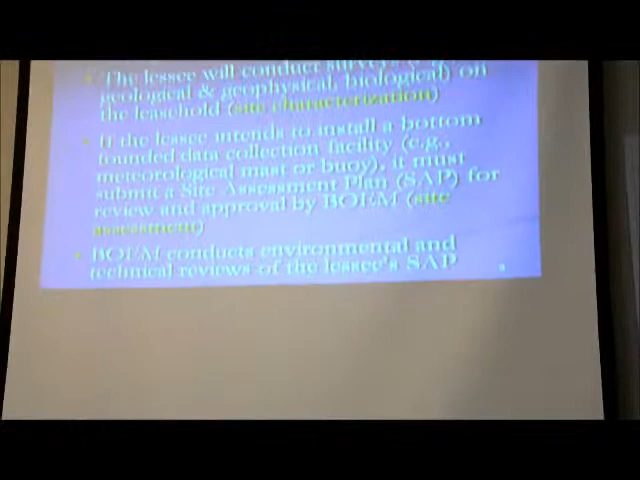 The lessee will conduct surveys
geological & geophysical, biological) on
the leasehold (site characterization)
If the lessee intends to install a bottom
founded data collection facility (e.g.,
meteorological mast or buoy), it must
submit a Site Assessment Plan (SAP) for
review and approval by BOEM (site
assessment)
BOEM conducts environmental and
technical reviews of the lessee's SAP